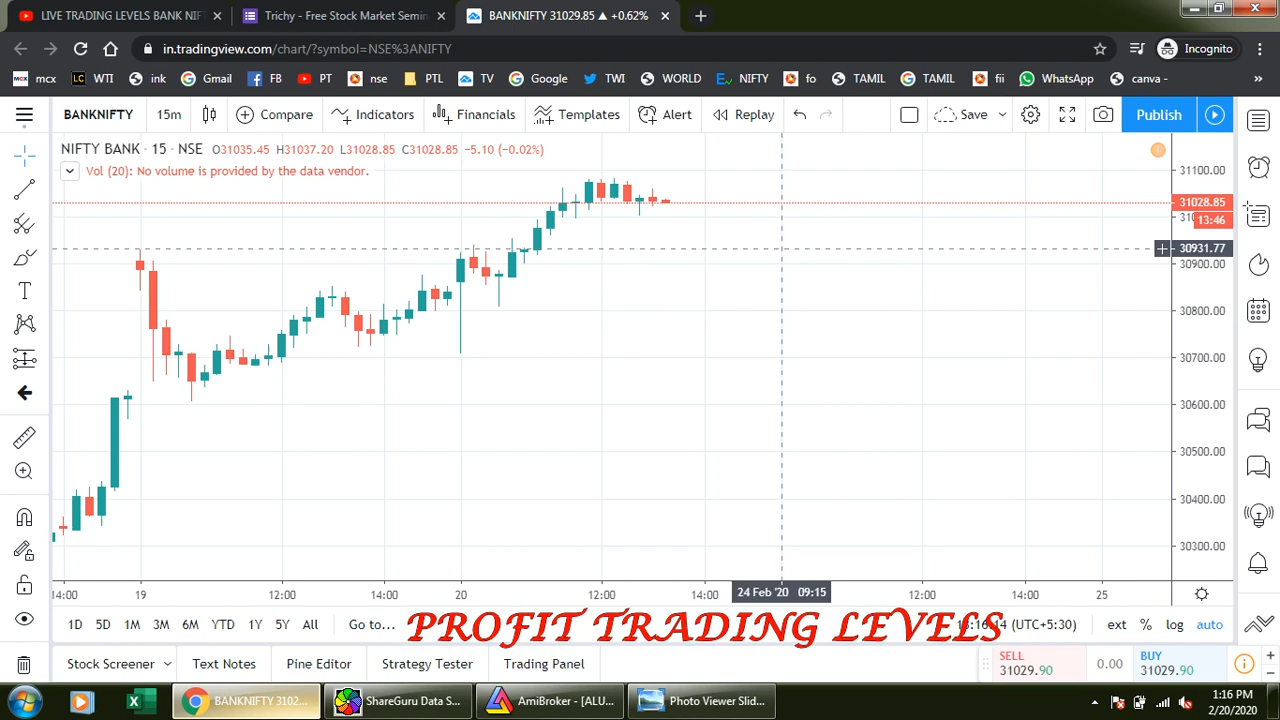 LIVE TRADING LEVELS BANK NIF
Trichy - Free Stock Market Semin
BANKNIFTY 31029.85 ▲ +0.62%
in.tradingview.com/chart/?symbol=NSE%3ANIFTY
Incognito
mcx
LC WTI
ink
G Gmail
FB
PT
nse
PTL
TV
G Google
TWI
WORLD
NIFTY
fo
TAMIL
G TAMIL
fii
WhatsApp
canva -
»
BANKNIFTY
15m
Compare
Indicators
Financials
Templates
Alert
Replay
Save
Publish
NIFTY BANK · 15 · NSE O31035.45 H31037.20 L31028.85 C31028.85 −5.10 (−0.02%)
Vol (20): No volume is provided by the data vendor.
31100.00
31028.85
13:46
30931.77
30900.00
30800.00
30700.00
30600.00
30500.00
30400.00
30300.00
14:00
19
12:00
14:00
20
12:00
14:00
24 Feb '20 09:15
12:00
14:00
25
1D 5D 1M 3M 6M YTD 1Y 5Y All
Go to...
(UTC+5:30)
ext % log auto
PROFIT TRADING LEVELS
Stock Screener
Text Notes
Pine Editor
Strategy Tester
Trading Panel
SELL
31029.90
0.00
BUY
31029.90
BANKNIFTY 3102...
ShareGuru Data S...
AmiBroker - [ALU...
Photo Viewer Slid...
1:16 PM
2/20/2020